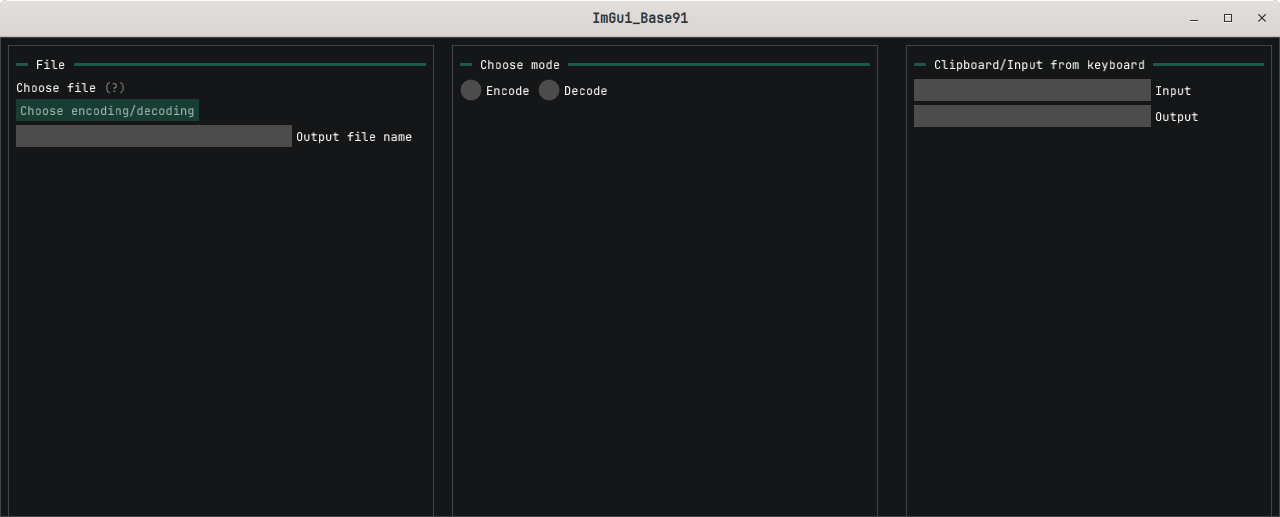 ImGui_Base91
File
Choose file (?)
Choose encoding/decoding
Output file name
Choose mode
Encode Decode
Clipboard/Input from keyboard
Input
Output